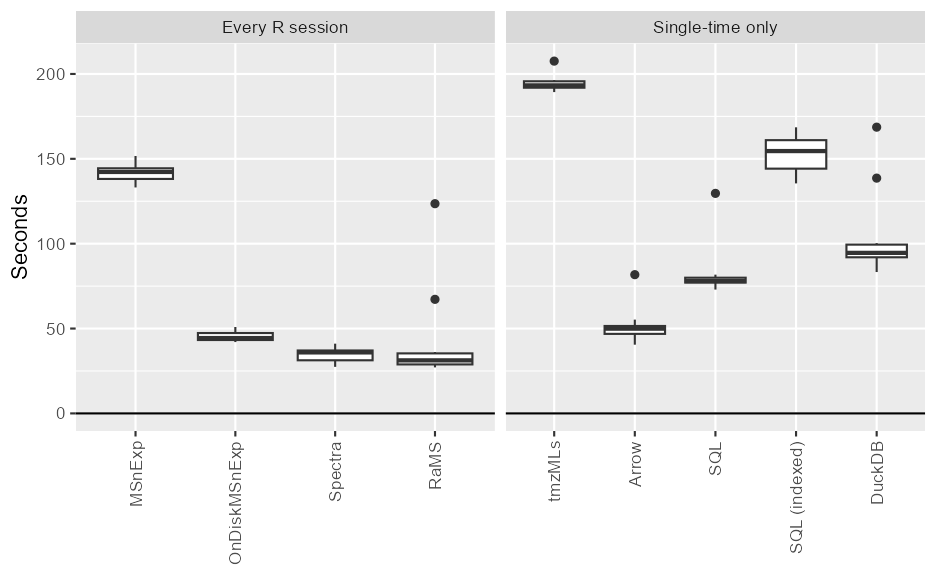 Every R session
Single-time only
Seconds
200
150
100
50
0
MSnExp
OnDiskMSnExp
Spectra
RaMS
tmzMLs
Arrow
SQL
SQL (indexed)
DuckDB